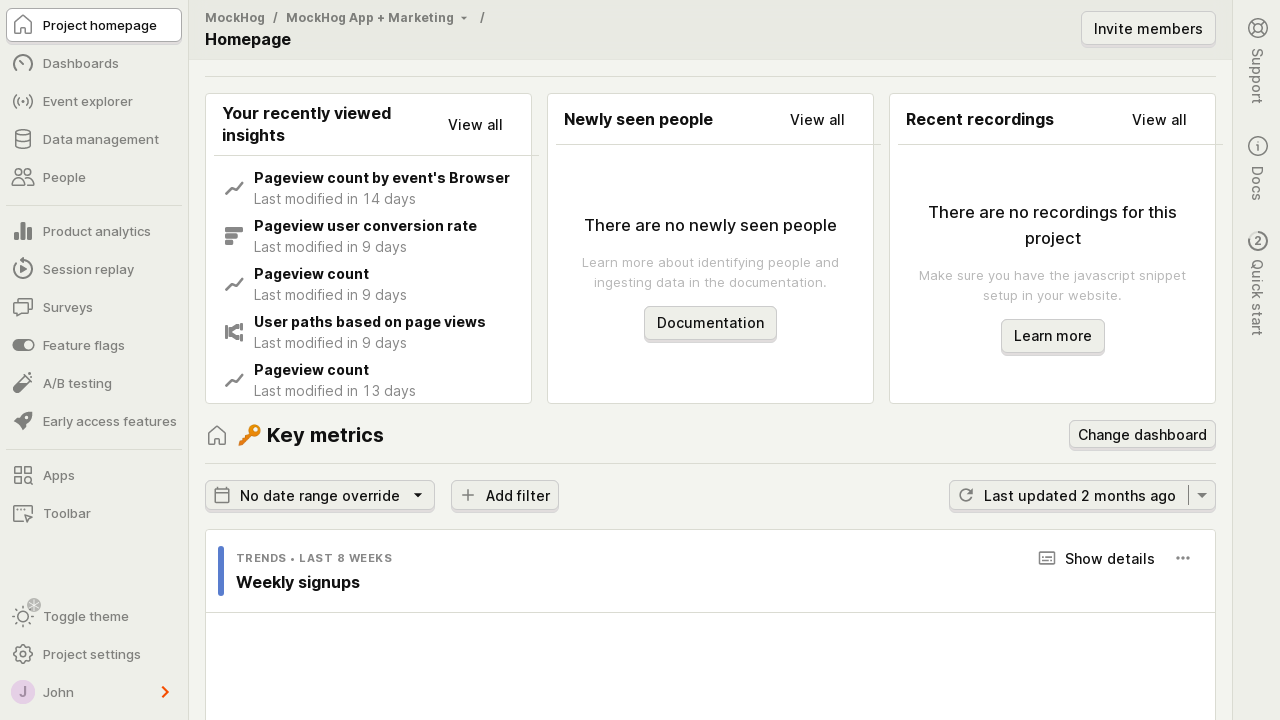 Project homepage
Dashboards
Event explorer
Data management
People
Product analytics
Session replay
Surveys
Feature flags
A/B testing
Early access features
Apps
Toolbar
Toggle theme
Project settings
J John
MockHog / MockHog App + Marketing /
Homepage
Invite members
Your recently viewed
insights
View all
Pageview count by event's Browser
Last modified in 14 days
Pageview user conversion rate
Last modified in 9 days
Pageview count
Last modified in 9 days
User paths based on page views
Last modified in 9 days
Pageview count
Last modified in 13 days
Newly seen people
View all
There are no newly seen people
Learn more about identifying people and
ingesting data in the documentation.
Documentation
Recent recordings
View all
There are no recordings for this
project
Make sure you have the javascript snippet
setup in your website.
Learn more
🔑 Key metrics
Change dashboard
No date range override
Add filter
Last updated 2 months ago
TRENDS • LAST 8 WEEKS
Weekly signups
Show details
Support
Docs
2
Quick start